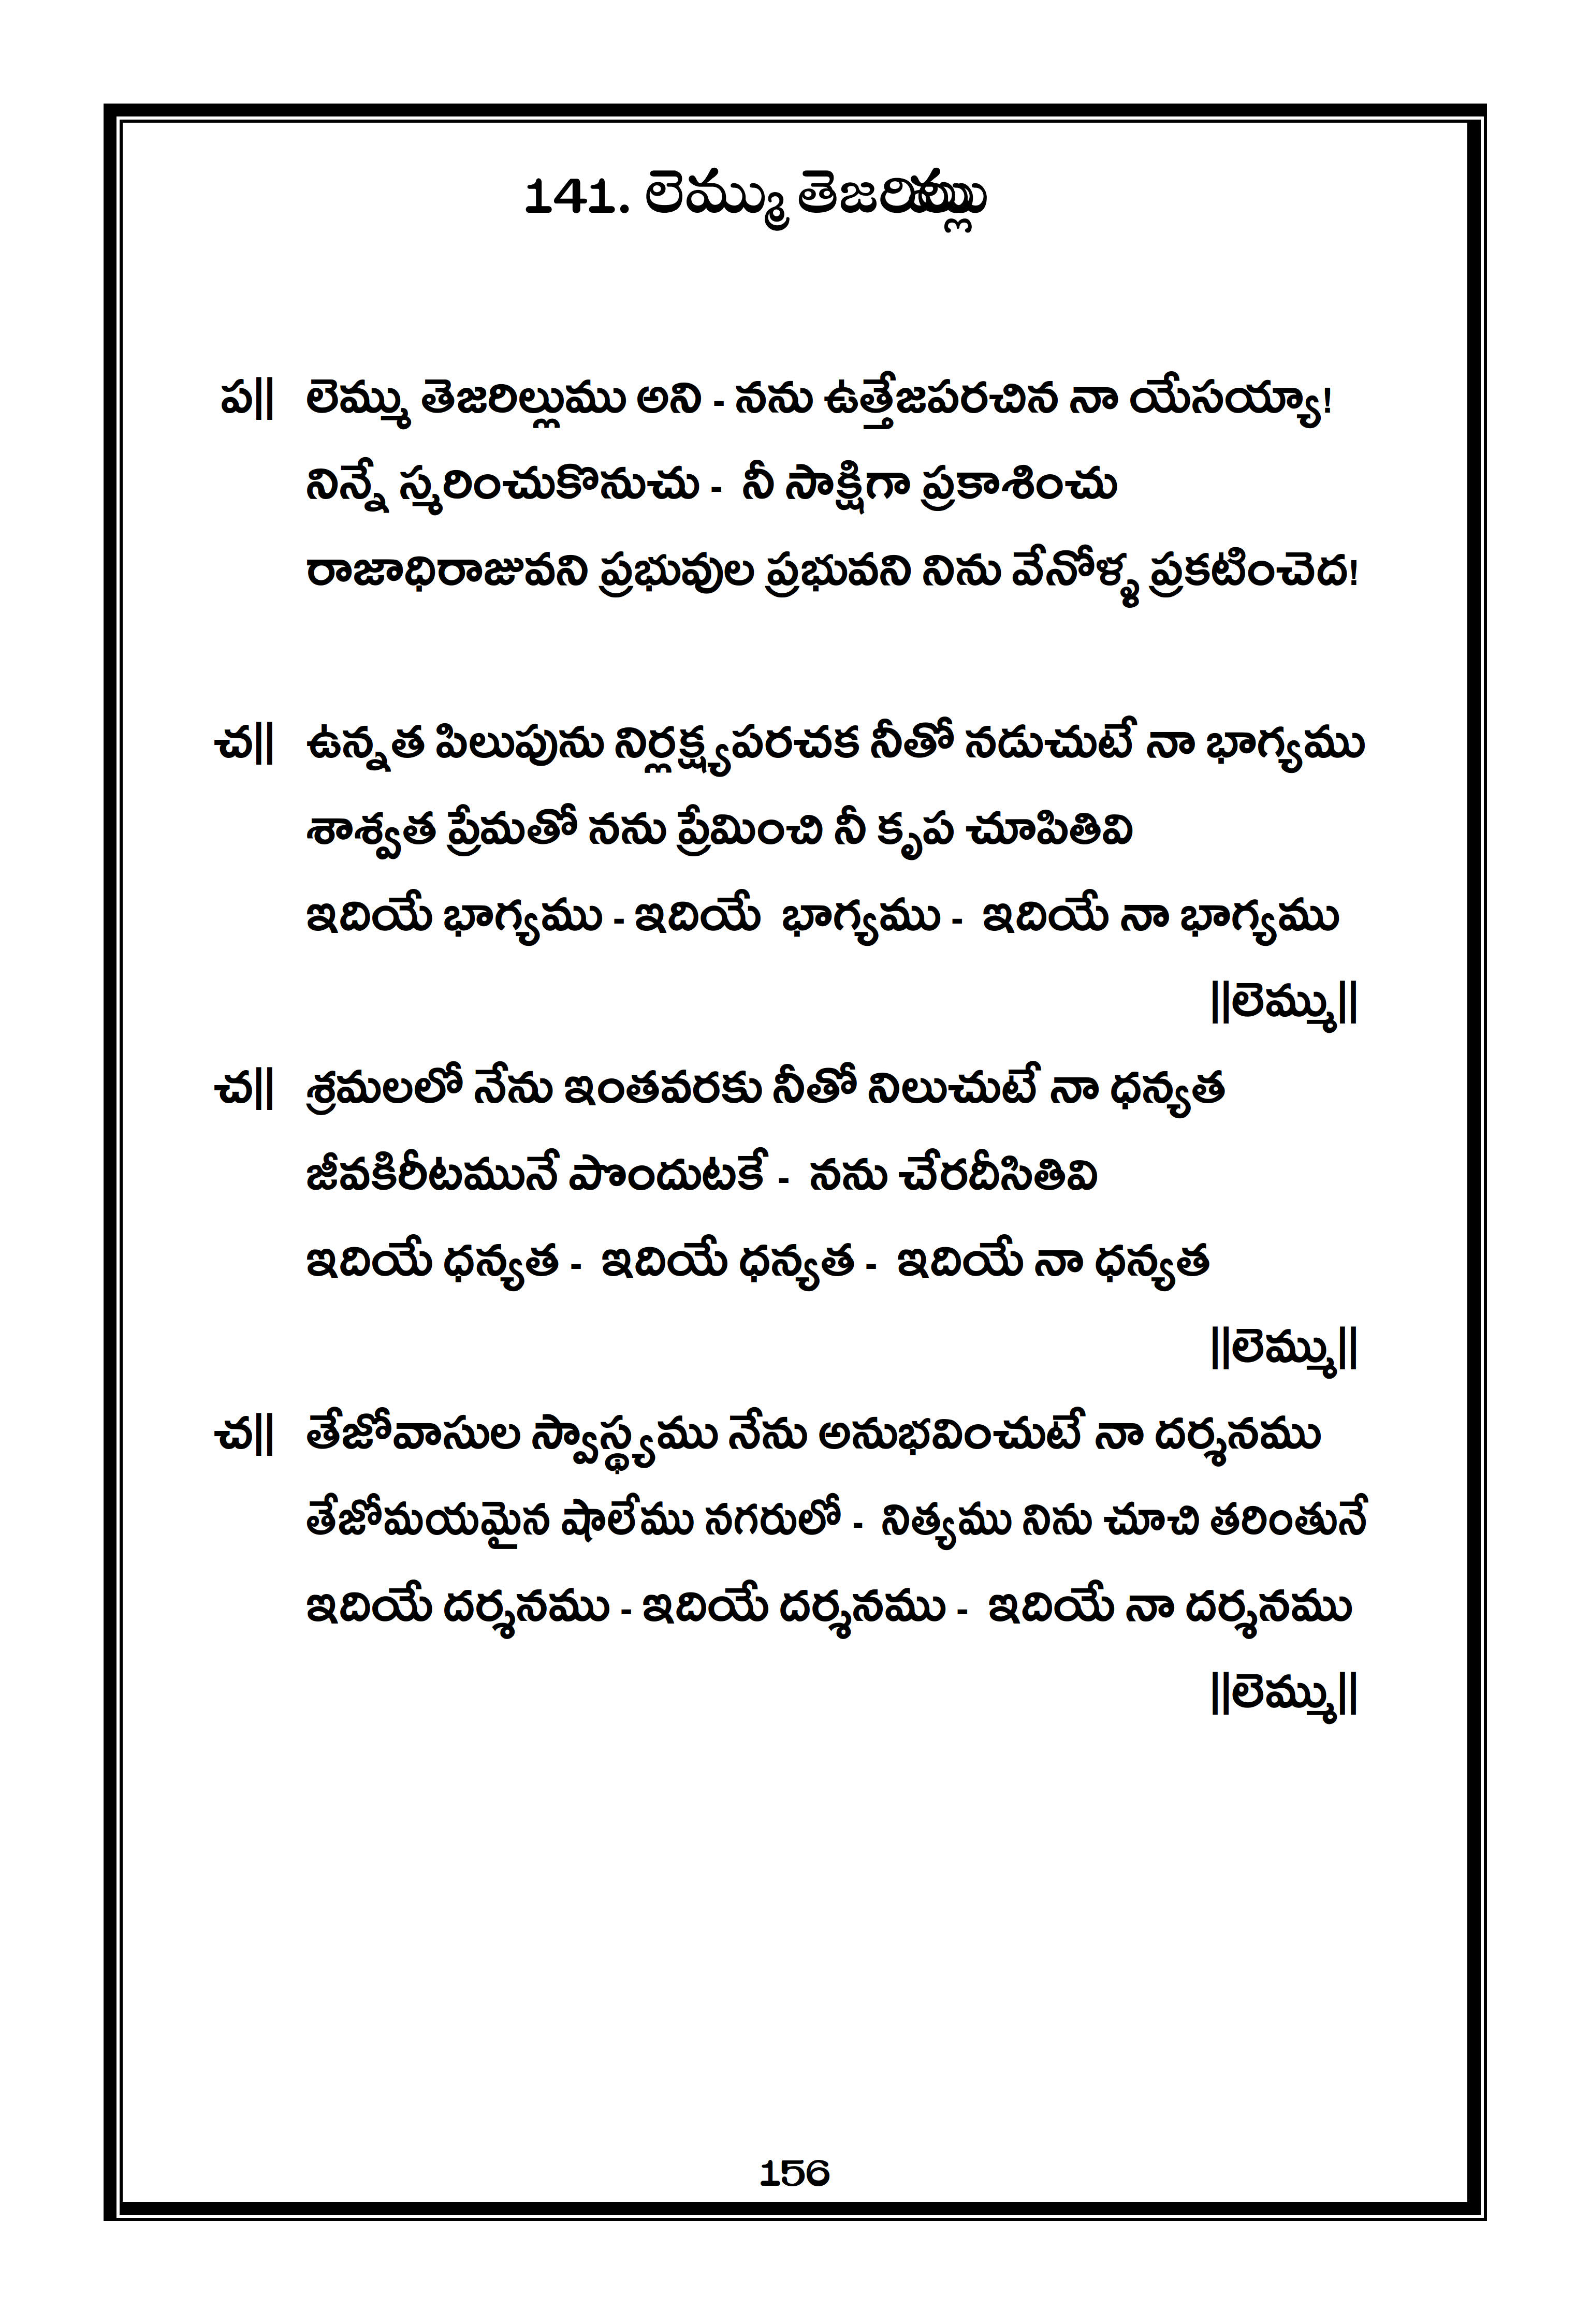 141. లెమ్ము తెజరిల్లుము
ప|| లెమ్ము తెజరిల్లుము అని - నను ఉత్తేజపరచిన నా యేసయ్యా!
నిన్నే స్మరించుకొనుచు - నీ సాక్షిగా ప్రకాశించు
రాజాధిరాజువని ప్రభువుల ప్రభువని నిను వేనోళ్ళ ప్రకటించెద!
చ|| ఉన్నత పిలుపును నిర్లక్ష్యపరచక నీతో నడుచుటే నా భాగ్యము
శాశ్వత ప్రేమతో నను ప్రేమించి నీ కృప చూపితివి
ఇదియే భాగ్యము - ఇదియే భాగ్యము - ఇదియే నా భాగ్యము
||లెమ్ము||
చ|| శ్రమలలో నేను ఇంతవరకు నీతో నిలుచుటే నా ధన్యత
జీవకిరీటమునే పొందుటకే - నను చేరదీసితివి
ఇదియే ధన్యత - ఇదియే ధన్యత - ఇదియే నా ధన్యత
||లెమ్ము||
చ|| తేజోవాసుల స్వాస్థ్యము నేను అనుభవించుటే నా దర్శనము
తేజోమయమైన షాలేము నగరులో - నిత్యము నిను చూచి తరింతునే
ఇదియే దర్శనము - ఇదియే దర్శనము - ఇదియే నా దర్శనము
||లెమ్ము||
156